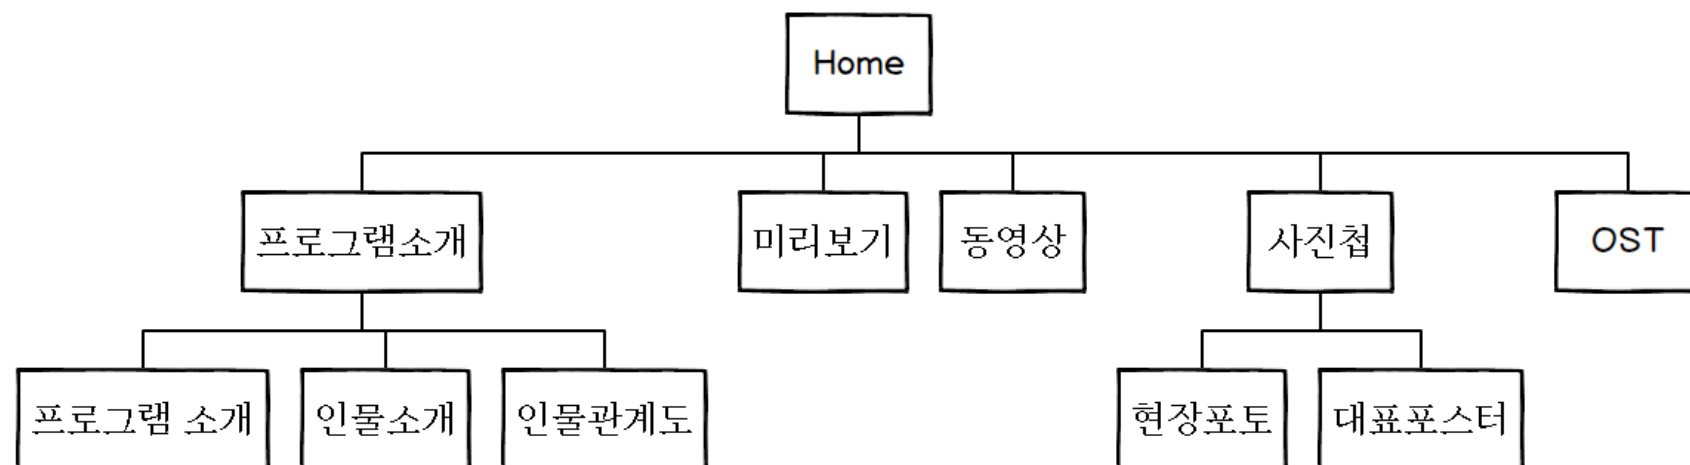 Home
프로그램소개
미리보기
동영상
사진첩
OST
프로그램 소개
인물소개
인물관계도
현장포토
대표포스터